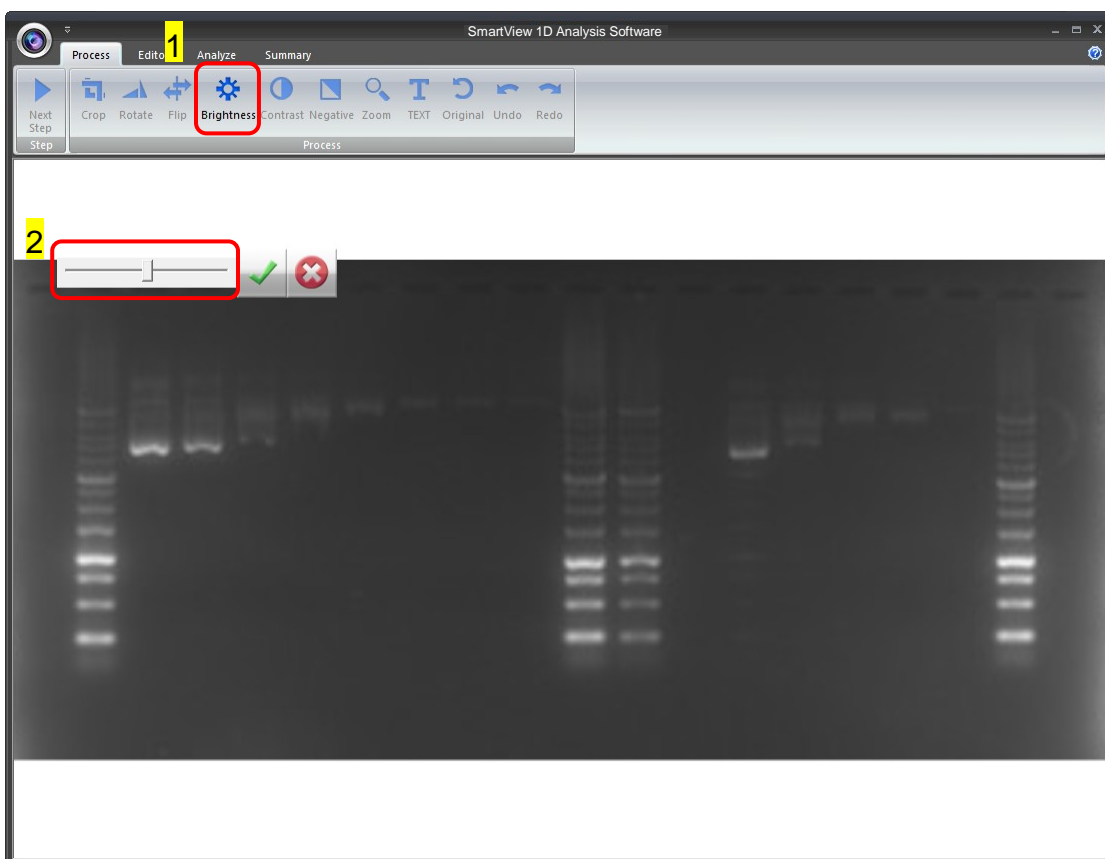 SmartView 1D Analysis Software
1
Process Edito Analyze Summary
Next Step Crop Rotate Flip Brightness Contrast Negative Zoom TEXT Original Undo Redo
Step Process
2